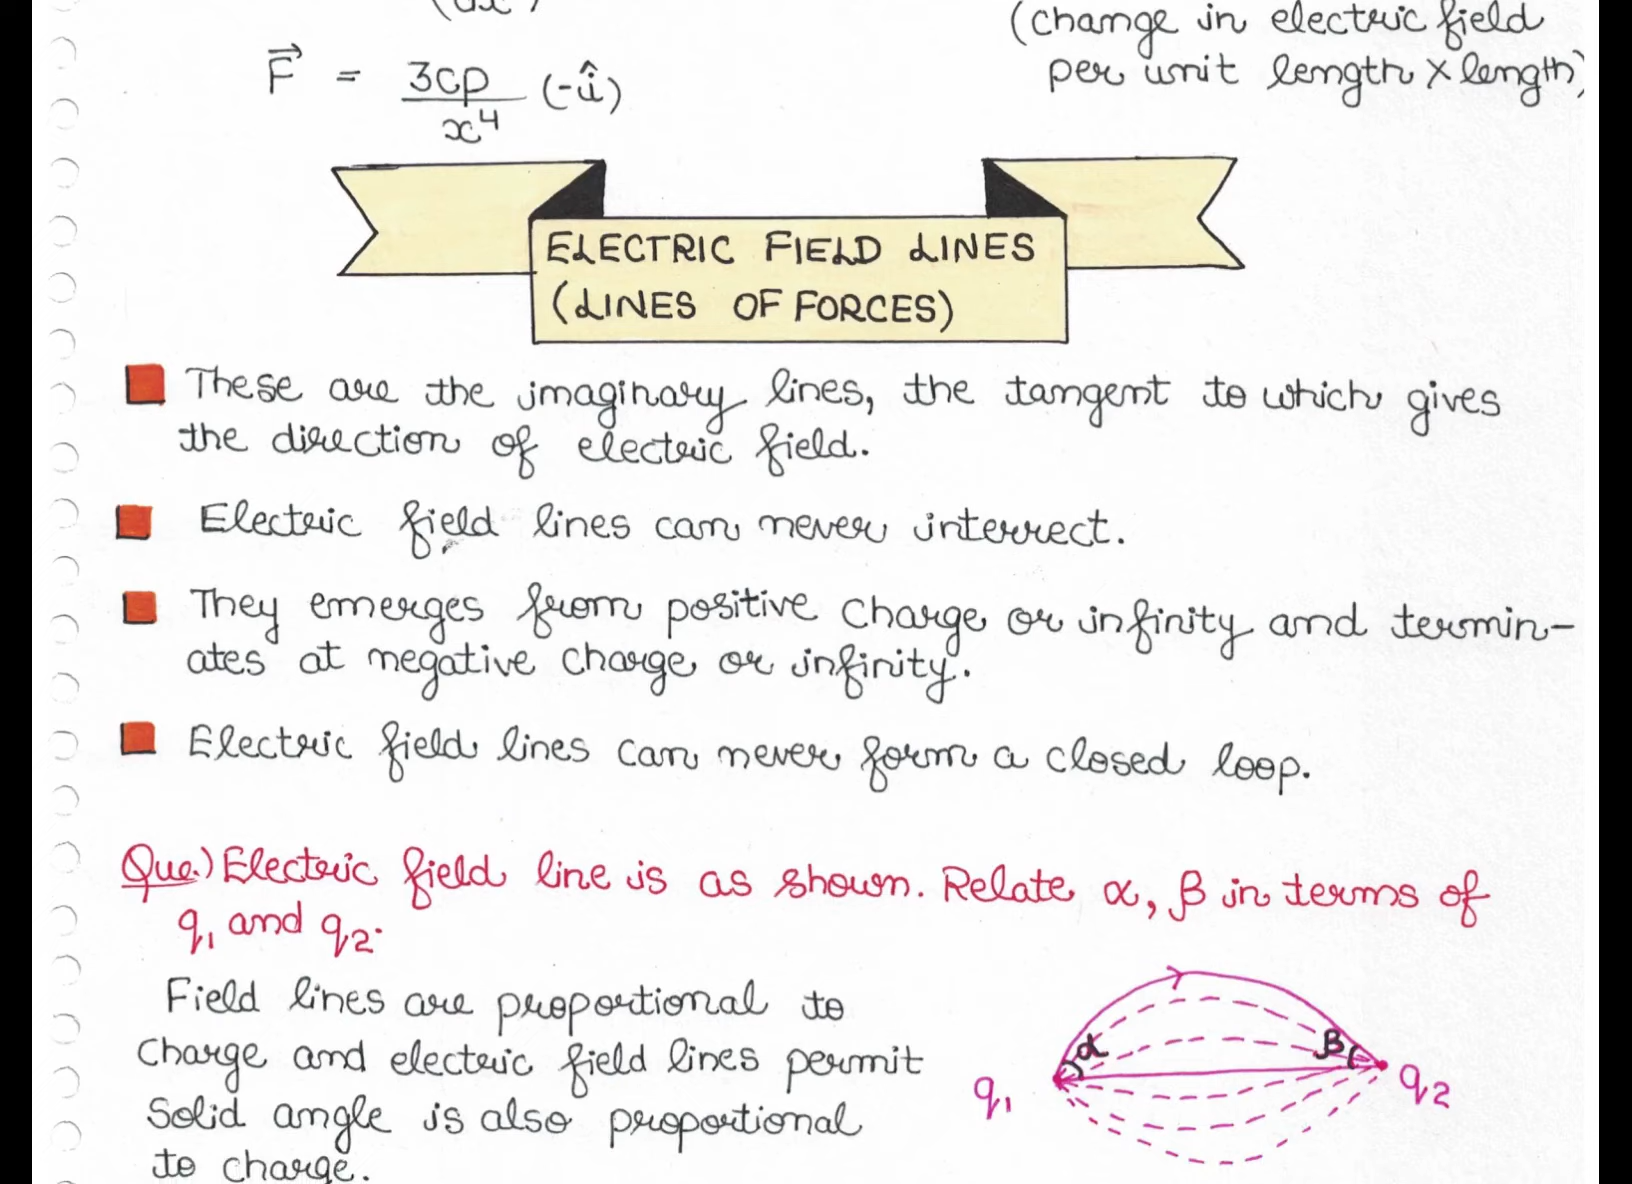 (change in electric field
per unit length × length)
F⃗ = 3cp/x⁴ (-î)
ELECTRIC FIELD LINES
(LINES OF FORCES)
These are the imaginary lines, the tangent to which gives
the direction of electric field.
Electric field lines can never interrect.
They emerges from positive charge or infinity and termin-
ates at negative charge or infinity.
Electric field lines can never form a closed loop.
Que.) Electric field line is as shown. Relate α, β in terms of
q₁ and q₂.
Field lines are proportional to
charge and electric field lines permit
solid angle is also proportional
to charge.
α
β
q₁
q₂